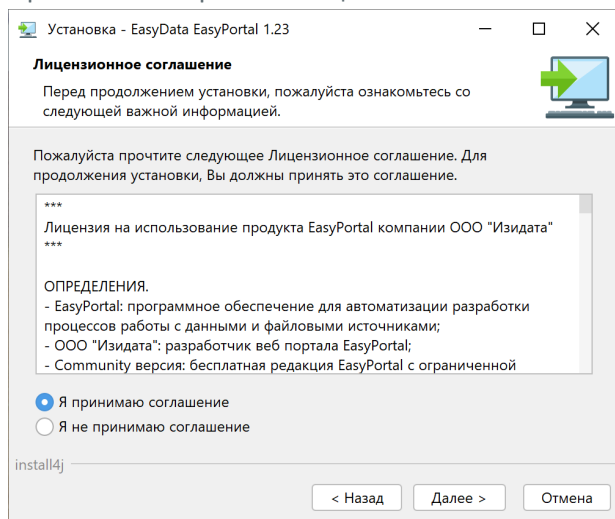 Установка - EasyData EasyPortal 1.23
Лицензионное соглашение
Перед продолжением установки, пожалуйста ознакомьтесь со
следующей важной информацией.
Пожалуйста прочтите следующее Лицензионное соглашение. Для
продолжения установки, Вы должны принять это соглашение.
***
Лицензия на использование продукта EasyPortal компании ООО "Изидата"
***
ОПРЕДЕЛЕНИЯ.
- EasyPortal: программное обеспечение для автоматизации разработки
процессов работы с данными и файловыми источниками;
- ООО "Изидата": разработчик веб портала EasyPortal;
- Community версия: бесплатная редакция EasyPortal с ограниченной
Я принимаю соглашение
Я не принимаю соглашение
install4j
< Назад
Далее >
Отмена